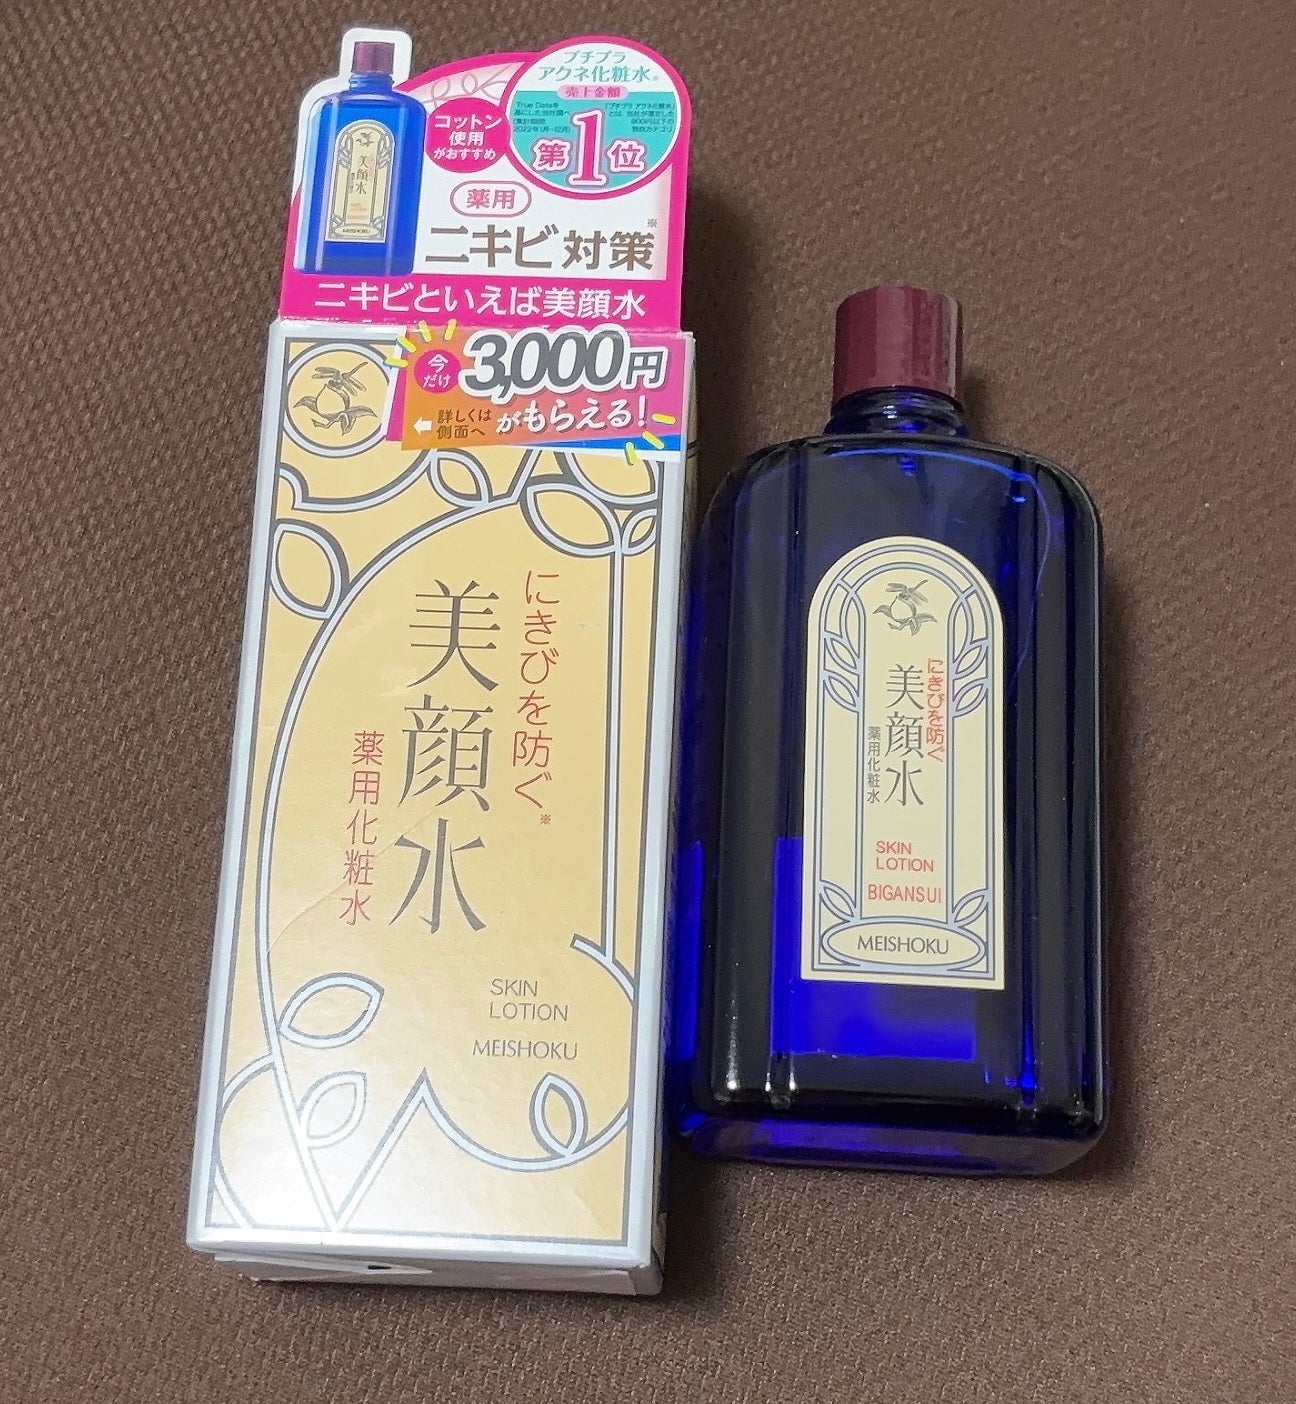 プチプラ
アクネ化粧水※
売上金額
第1位
コットン
使用
がおすすめ
美顔水
MEISHOKU
薬用
ニキビ対策※
ニキビといえば美顔水
今だけ
3,000円
がもらえる!
詳しくは
側面へ
にきびを防ぐ※
美顔水
薬用化粧水
SKIN
LOTION
MEISHOKU
にきびを防ぐ
美顔水
薬用化粧水
SKIN
LOTION
BIGANSUI
MEISHOKU